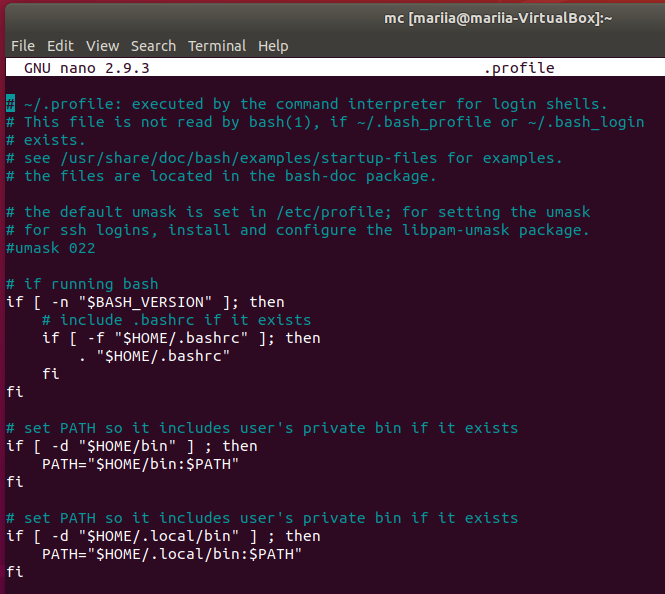 mc [mariia@mariia-VirtualBox]:~
File Edit View Search Terminal Help
GNU nano 2.9.3 .profile
# ~/.profile: executed by the command interpreter for login shells.
# This file is not read by bash(1), if ~/.bash_profile or ~/.bash_login
# exists.
# see /usr/share/doc/bash/examples/startup-files for examples.
# the files are located in the bash-doc package.
# the default umask is set in /etc/profile; for setting the umask
# for ssh logins, install and configure the libpam-umask package.
#umask 022
# if running bash
if [ -n "$BASH_VERSION" ]; then
    # include .bashrc if it exists
    if [ -f "$HOME/.bashrc" ]; then
        . "$HOME/.bashrc"
    fi
fi
# set PATH so it includes user's private bin if it exists
if [ -d "$HOME/bin" ] ; then
    PATH="$HOME/bin:$PATH"
fi
# set PATH so it includes user's private bin if it exists
if [ -d "$HOME/.local/bin" ] ; then
    PATH="$HOME/.local/bin:$PATH"
fi